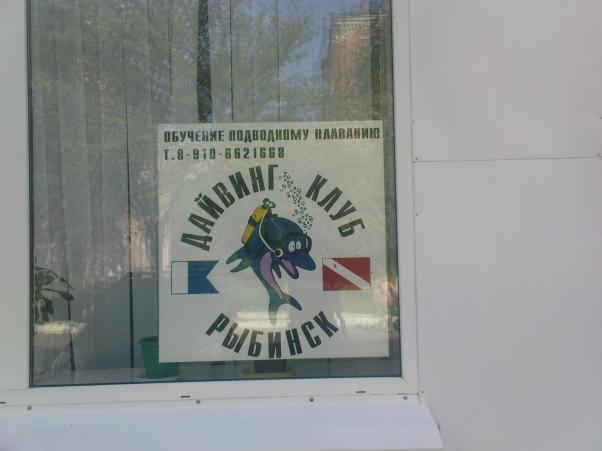 ОБУЧЕНИЕ ПОДВОДНОМУ ПЛАВАНИЮ
Т.8-910-6621668
ДАЙВИНГ КЛУБ
РЫБИНСК